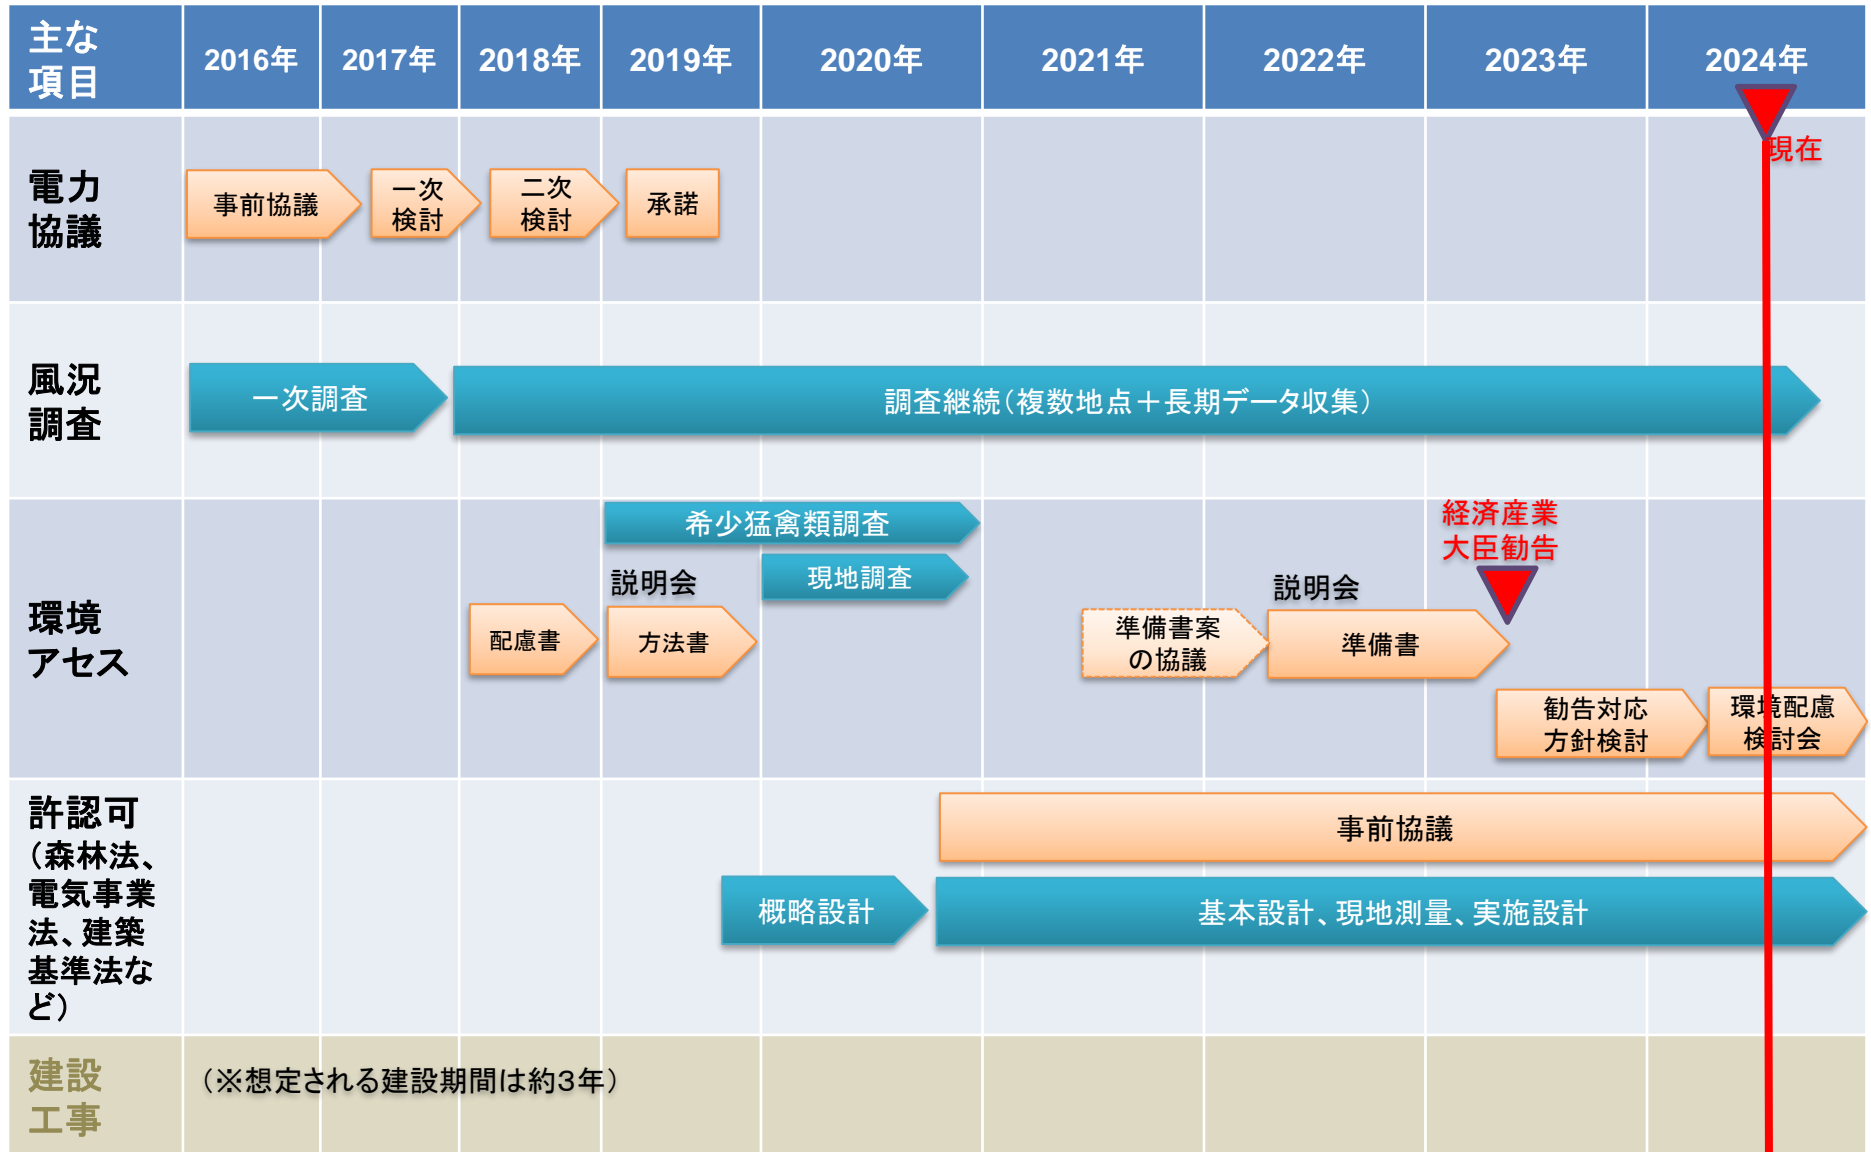 主な
項目
2016年
2017年
2018年
2019年
2020年
2021年
2022年
2023年
2024年
現在
電力
協議
事前協議
一次
検討
二次
検討
承諾
風況
調査
一次調査
調査継続（複数地点＋長期データ収集）
環境
アセス
希少猛禽類調査
現地調査
説明会
配慮書
方法書
準備書案
の協議
説明会
準備書
経済産業
大臣勧告
勧告対応
方針検討
環境配慮
検討会
許認可
（森林法、
電気事業
法、建築
基準法な
ど）
事前協議
概略設計
基本設計、現地測量、実施設計
建設
工事
（※想定される建設期間は約３年）